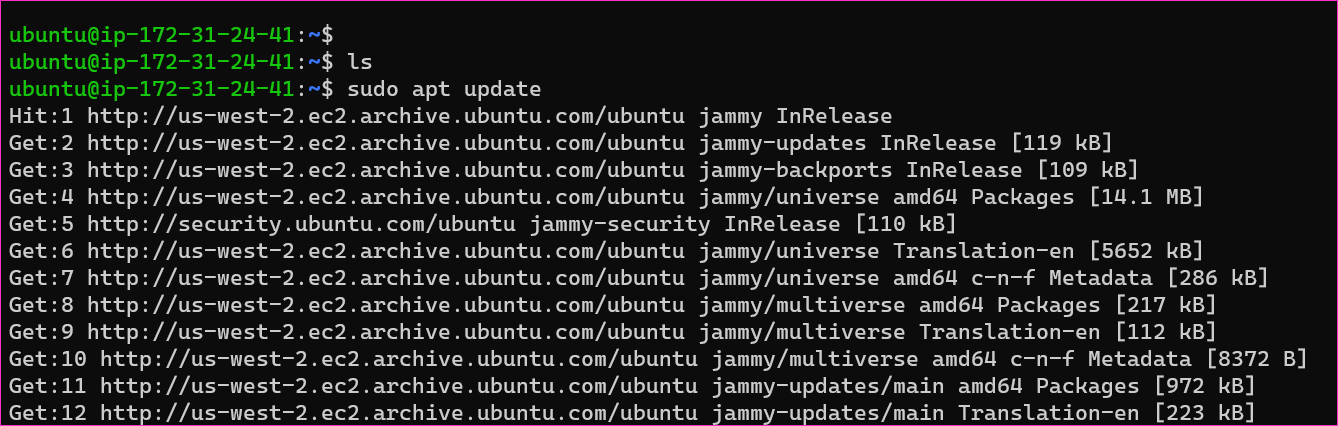 ubuntu@ip-172-31-24-41:~$
ubuntu@ip-172-31-24-41:~$ ls
ubuntu@ip-172-31-24-41:~$ sudo apt update
Hit:1 http://us-west-2.ec2.archive.ubuntu.com/ubuntu jammy InRelease
Get:2 http://us-west-2.ec2.archive.ubuntu.com/ubuntu jammy-updates InRelease [119 kB]
Get:3 http://us-west-2.ec2.archive.ubuntu.com/ubuntu jammy-backports InRelease [109 kB]
Get:4 http://us-west-2.ec2.archive.ubuntu.com/ubuntu jammy/universe amd64 Packages [14.1 MB]
Get:5 http://security.ubuntu.com/ubuntu jammy-security InRelease [110 kB]
Get:6 http://us-west-2.ec2.archive.ubuntu.com/ubuntu jammy/universe Translation-en [5652 kB]
Get:7 http://us-west-2.ec2.archive.ubuntu.com/ubuntu jammy/universe amd64 c-n-f Metadata [286 kB]
Get:8 http://us-west-2.ec2.archive.ubuntu.com/ubuntu jammy/multiverse amd64 Packages [217 kB]
Get:9 http://us-west-2.ec2.archive.ubuntu.com/ubuntu jammy/multiverse Translation-en [112 kB]
Get:10 http://us-west-2.ec2.archive.ubuntu.com/ubuntu jammy/multiverse amd64 c-n-f Metadata [8372 B]
Get:11 http://us-west-2.ec2.archive.ubuntu.com/ubuntu jammy-updates/main amd64 Packages [972 kB]
Get:12 http://us-west-2.ec2.archive.ubuntu.com/ubuntu jammy-updates/main Translation-en [223 kB]